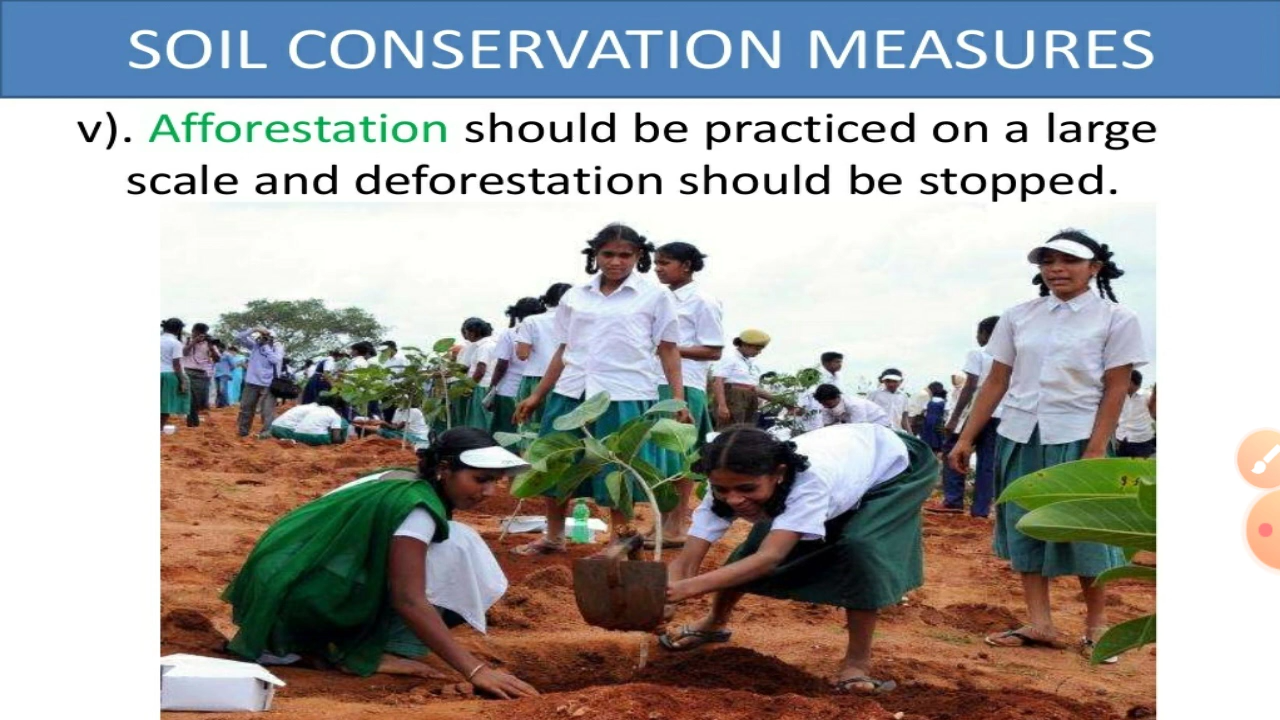 SOIL CONSERVATION MEASURES
v). Afforestation should be practiced on a large
scale and deforestation should be stopped.